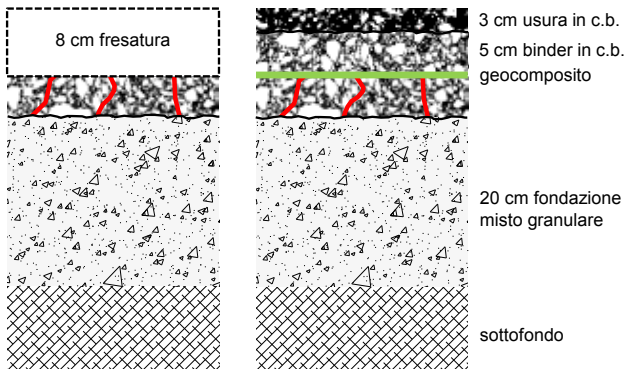 8 cm fresatura
3 cm usura in c.b.
5 cm binder in c.b.
geocomposito
20 cm fondazione
misto granulare
sottofondo